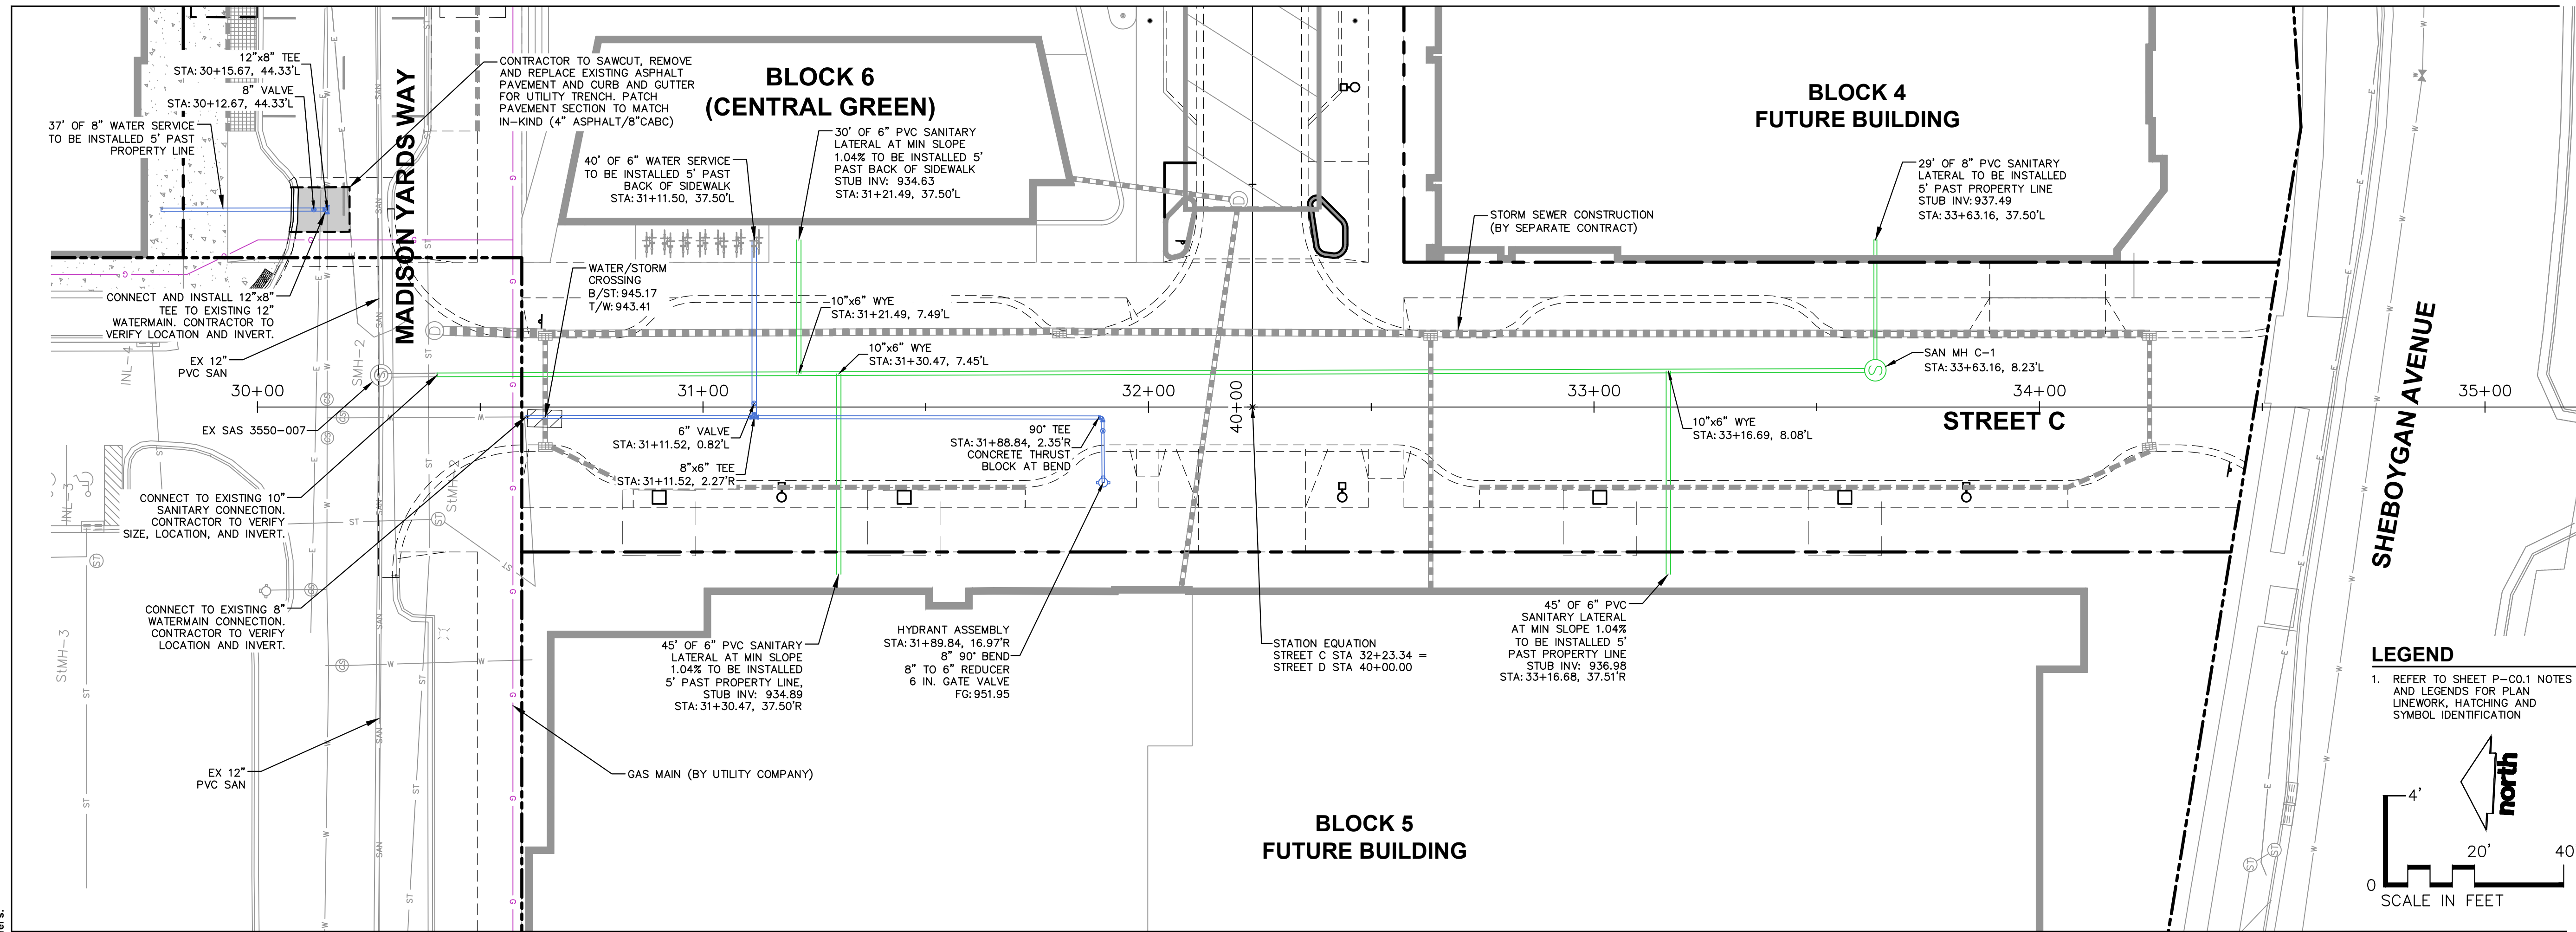 12"x8" TEE
STA: 30+15.67, 44.33'L
8" VALVE
STA: 30+12.67, 44.33'L
37' OF 8" WATER SERVICE
TO BE INSTALLED 5' PAST
PROPERTY LINE
MADISON YARDS WAY
CONTRACTOR TO SAWCUT, REMOVE
AND REPLACE EXISTING ASPHALT
PAVEMENT AND CURB AND GUTTER
FOR UTILITY TRENCH. PATCH
PAVEMENT SECTION TO MATCH
IN-KIND (4" ASPHALT/8"CABC)
BLOCK 6
(CENTRAL GREEN)
40' OF 6" WATER SERVICE
TO BE INSTALLED 5' PAST
BACK OF SIDEWALK
STA: 31+11.50, 37.50'L
30' OF 6" PVC SANITARY
LATERAL AT MIN SLOPE
1.04% TO BE INSTALLED 5'
PAST BACK OF SIDEWALK
STUB INV: 934.63
STA: 31+21.49, 37.50'L
BLOCK 4
FUTURE BUILDING
29' OF 8" PVC SANITARY
LATERAL TO BE INSTALLED
5' PAST PROPERTY LINE
STUB INV: 937.49
STA: 33+63.16, 37.50'L
STORM SEWER CONSTRUCTION
(BY SEPARATE CONTRACT)
WATER/STORM
CROSSING
B/ST: 945.17
T/W: 943.41
CONNECT AND INSTALL 12"x8"
TEE TO EXISTING 12"
WATERMAIN. CONTRACTOR TO
VERIFY LOCATION AND INVERT.
10"x6" WYE
STA: 31+21.49, 7.49'L
10"x6" WYE
STA: 31+30.47, 7.45'L
SAN MH C-1
STA: 33+63.16, 8.23'L
EX 12"
PVC SAN
INL-4
SMH-2
30+00
31+00
32+00
33+00
34+00
35+00
40+00
EX SAS 3550-007
6" VALVE
STA: 31+11.52, 0.82'L
8"x6" TEE
STA: 31+11.52, 2.27'R
90° TEE
STA: 31+88.84, 2.35'R
CONCRETE THRUST
BLOCK AT BEND
10"x6" WYE
STA: 33+16.69, 8.08'L
STREET C
SHEBOYGAN AVENUE
INL-3
StMH-2
StMH-3
CONNECT TO EXISTING 10"
SANITARY CONNECTION.
CONTRACTOR TO VERIFY
SIZE, LOCATION, AND INVERT.
CONNECT TO EXISTING 8"
WATERMAIN CONNECTION.
CONTRACTOR TO VERIFY
LOCATION AND INVERT.
45' OF 6" PVC SANITARY
LATERAL AT MIN SLOPE
1.04% TO BE INSTALLED
5' PAST PROPERTY LINE,
STUB INV: 934.89
STA: 31+30.47, 37.50'R
HYDRANT ASSEMBLY
STA: 31+89.84, 16.97'R
8" 90° BEND
8" TO 6" REDUCER
6 IN. GATE VALVE
FG: 951.95
STATION EQUATION
STREET C STA 32+23.34 =
STREET D STA 40+00.00
45' OF 6" PVC
SANITARY LATERAL
AT MIN SLOPE 1.04%
TO BE INSTALLED 5'
PAST PROPERTY LINE
STUB INV: 936.98
STA: 33+16.68, 37.51'R
EX 12"
PVC SAN
GAS MAIN (BY UTILITY COMPANY)
BLOCK 5
FUTURE BUILDING
LEGEND
1. REFER TO SHEET P-C0.1 NOTES
AND LEGENDS FOR PLAN
LINEWORK, HATCHING AND
SYMBOL IDENTIFICATION
north
4'
0
20'
40
SCALE IN FEET